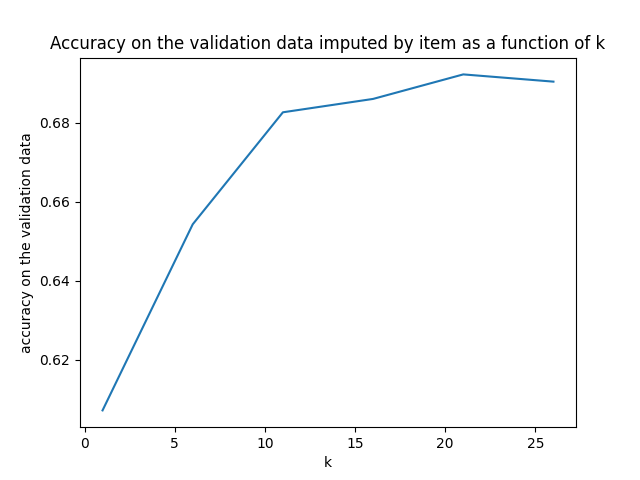 Accuracy on the validation data imputed by item as a function of k
accuracy on the validation data
0.68
0.66
0.64
0.62
0 5 10 15 20 25
k